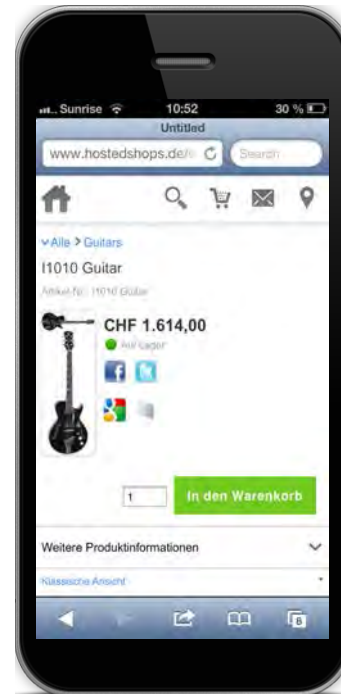 Sunrise 10:52 30 %
Untitled
www.hostedshops.de/ Search
Alle > Guitars
I1010 Guitar
Artikel-Nr.: I1010 Guitar
CHF 1.614,00
Auf Lager
1 In den Warenkorb
Weitere Produktinformationen
Klassische Ansicht
8